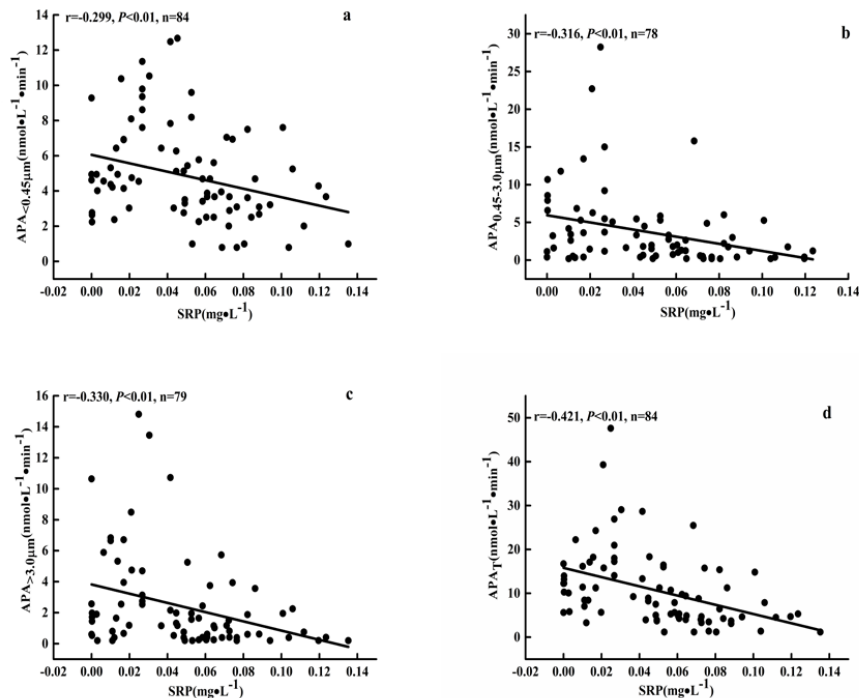 r=-0.299, P<0.01, n=84
a
14
12
10
8
6
4
2
0
APA<0.45μm(nmol•L⁻¹•min⁻¹)
-0.02 0.00 0.02 0.04 0.06 0.08 0.10 0.12 0.14
SRP(mg•L⁻¹)
r=-0.316, P<0.01, n=78
b
30
25
20
15
10
5
0
APA0.45-3.0μm(nmol•L⁻¹•min⁻¹)
-0.02 0.00 0.02 0.04 0.06 0.08 0.10 0.12 0.14
SRP(mg•L⁻¹)
r=-0.330, P<0.01, n=79
c
16
14
12
10
8
6
4
2
0
APA>3.0μm(nmol•L⁻¹•min⁻¹)
-0.02 0.00 0.02 0.04 0.06 0.08 0.10 0.12 0.14
SRP(mg•L⁻¹)
r=-0.421, P<0.01, n=84
d
50
40
30
20
10
0
APAT(nmol•L⁻¹•min⁻¹)
-0.02 0.00 0.02 0.04 0.06 0.08 0.10 0.12 0.14
SRP(mg•L⁻¹)